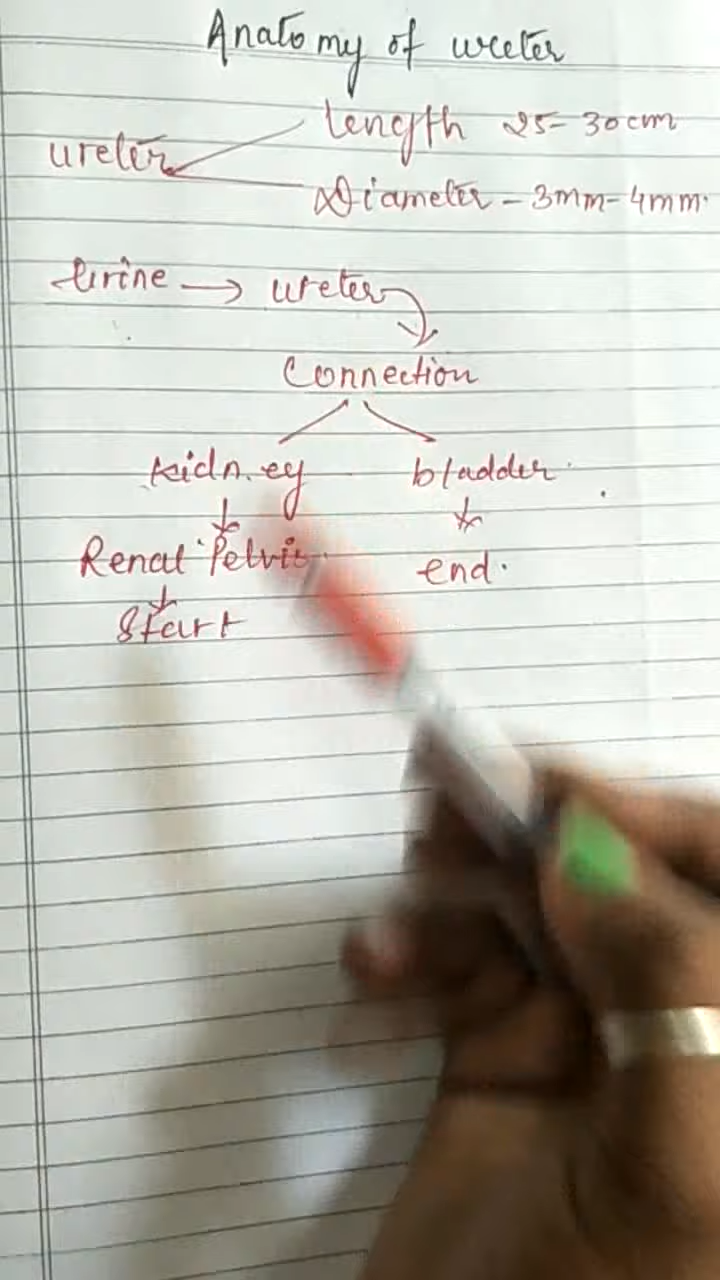 Anatomy of ureter
length 25-30cm
ureter
Diameter - 3mm-4mm.
Urine → ureter
Connection
kidney bladder
Renal Pelvis end.
Start